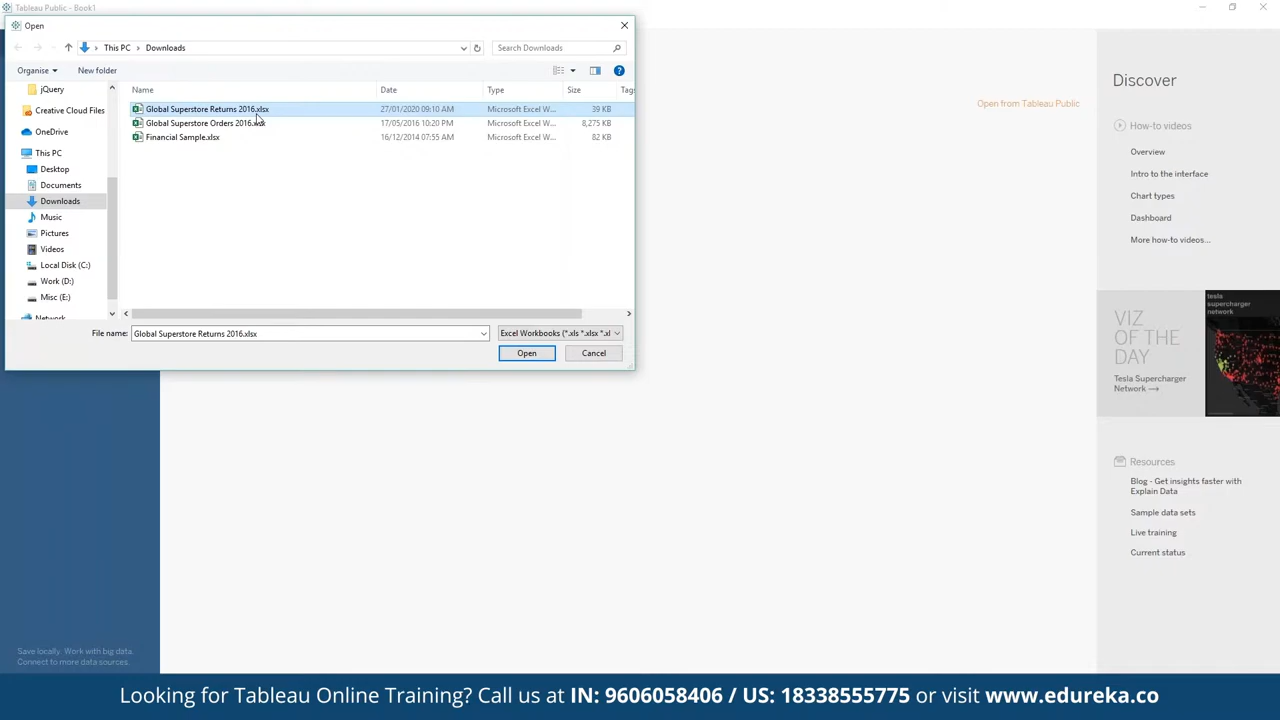 Tableau Public - Book1
Open
This PC
Downloads
Search Downloads
Organise
New folder
Name
Date
Type
Size
Tags
jQuery
Creative Cloud Files
OneDrive
This PC
Desktop
Documents
Downloads
Music
Pictures
Videos
Local Disk (C:)
Work (D:)
Misc (E:)
Network
Global Superstore Returns 2016.xlsx 27/01/2020 09:10 AM Microsoft Excel W... 39 KB
Global Superstore Orders 2016.xlsx 17/05/2016 10:20 PM Microsoft Excel W... 8,275 KB
Financial Sample.xlsx 16/12/2014 07:55 AM Microsoft Excel W... 82 KB
File name: Global Superstore Returns 2016.xlsx
Excel Workbooks (*.xls *.xlsx *.xl
Open
Cancel
Open from Tableau Public
Discover
How-to videos
Overview
Intro to the interface
Chart types
Dashboard
More how-to videos...
VIZ
OF THE
DAY
Tesla Supercharger
Network →
tesla
supercharger
network
Resources
Blog - Get insights faster with
Explain Data
Sample data sets
Live training
Current status
Save locally. Work with big data.
Connect to more data sources.
Looking for Tableau Online Training? Call us at IN: 9606058406 / US: 18338555775 or visit www.edureka.co